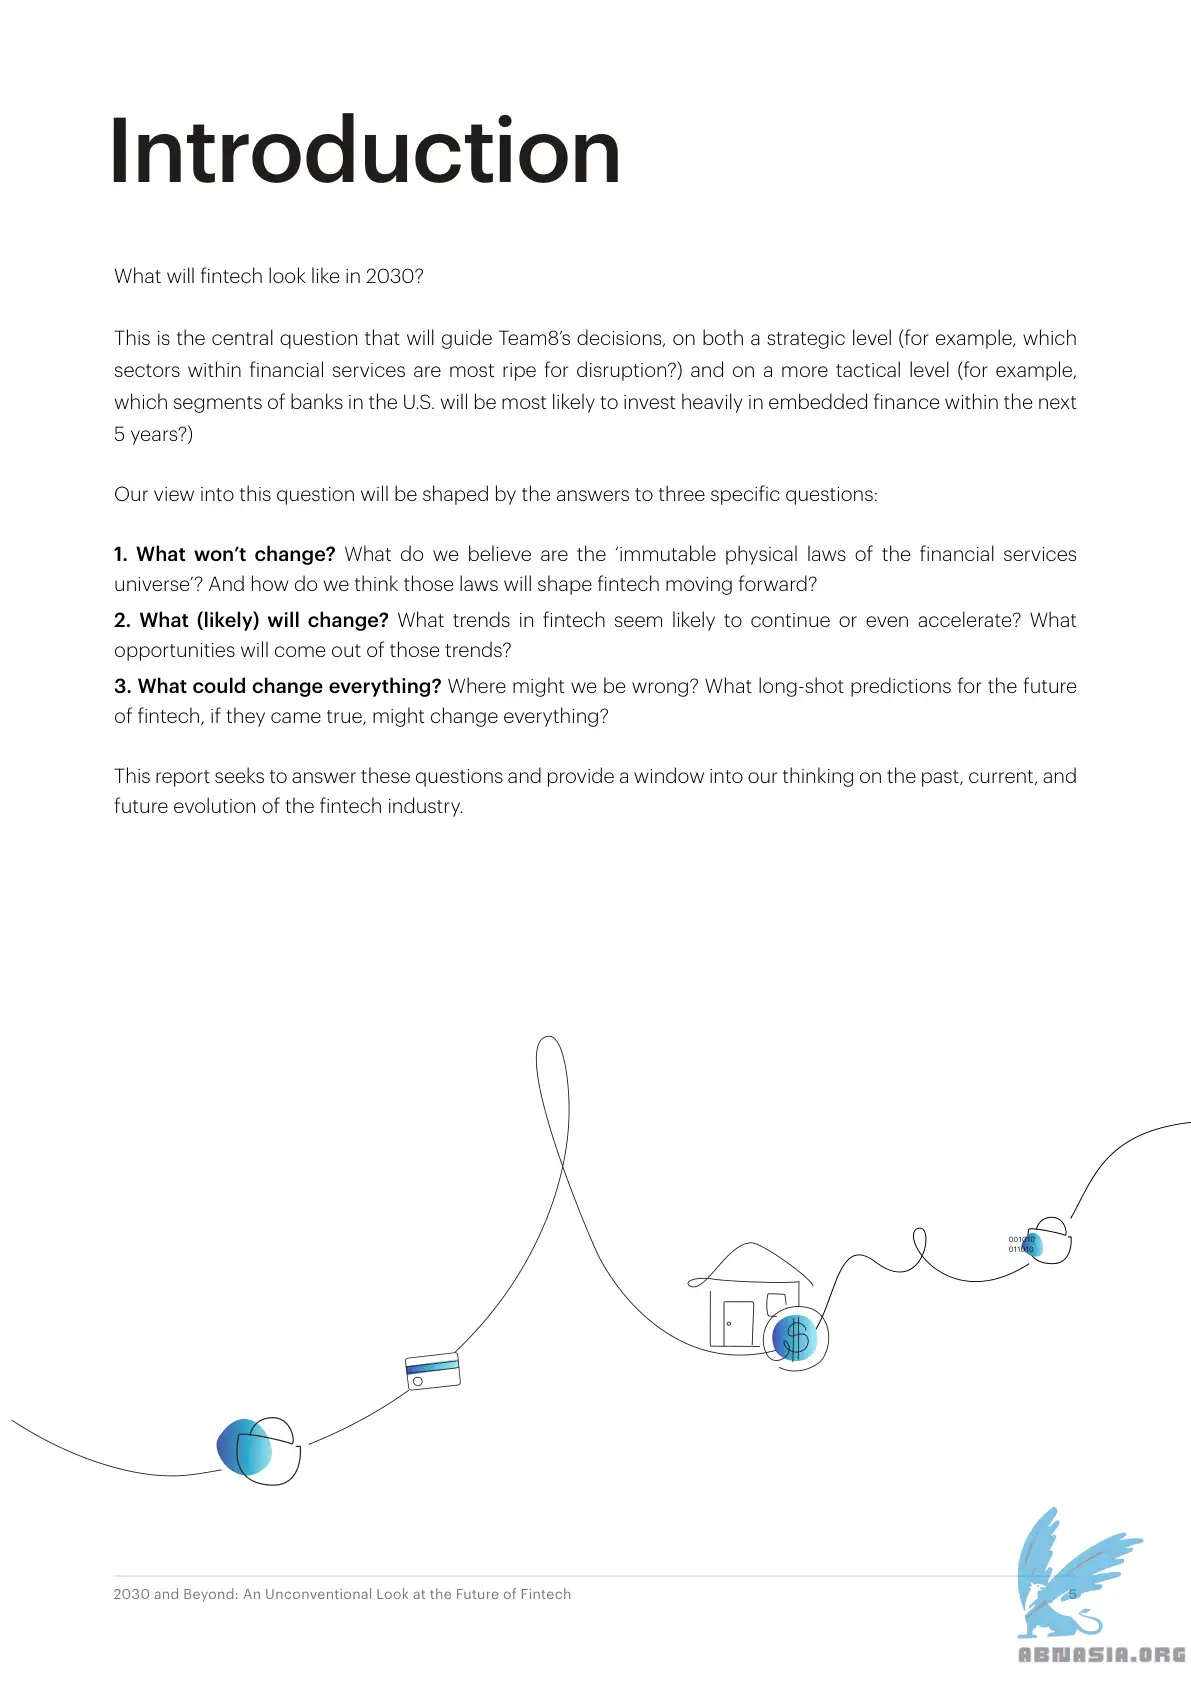 Introduction
What will fintech look like in 2030?
This is the central question that will guide Team8’s decisions, on both a strategic level (for example, which
sectors within financial services are most ripe for disruption?) and on a more tactical level (for example,
which segments of banks in the U.S. will be most likely to invest heavily in embedded finance within the next
5 years?)
Our view into this question will be shaped by the answers to three specific questions:
1. What won’t change? What do we believe are the ‘immutable physical laws of the financial services
universe’? And how do we think those laws will shape fintech moving forward?
2. What (likely) will change? What trends in fintech seem likely to continue or even accelerate? What
opportunities will come out of those trends?
3. What could change everything? Where might we be wrong? What long-shot predictions for the future
of fintech, if they came true, might change everything?
This report seeks to answer these questions and provide a window into our thinking on the past, current, and
future evolution of the fintech industry.
001010
011010
$
2030 and Beyond: An Unconventional Look at the Future of Fintech
5
ABNASIA.ORG